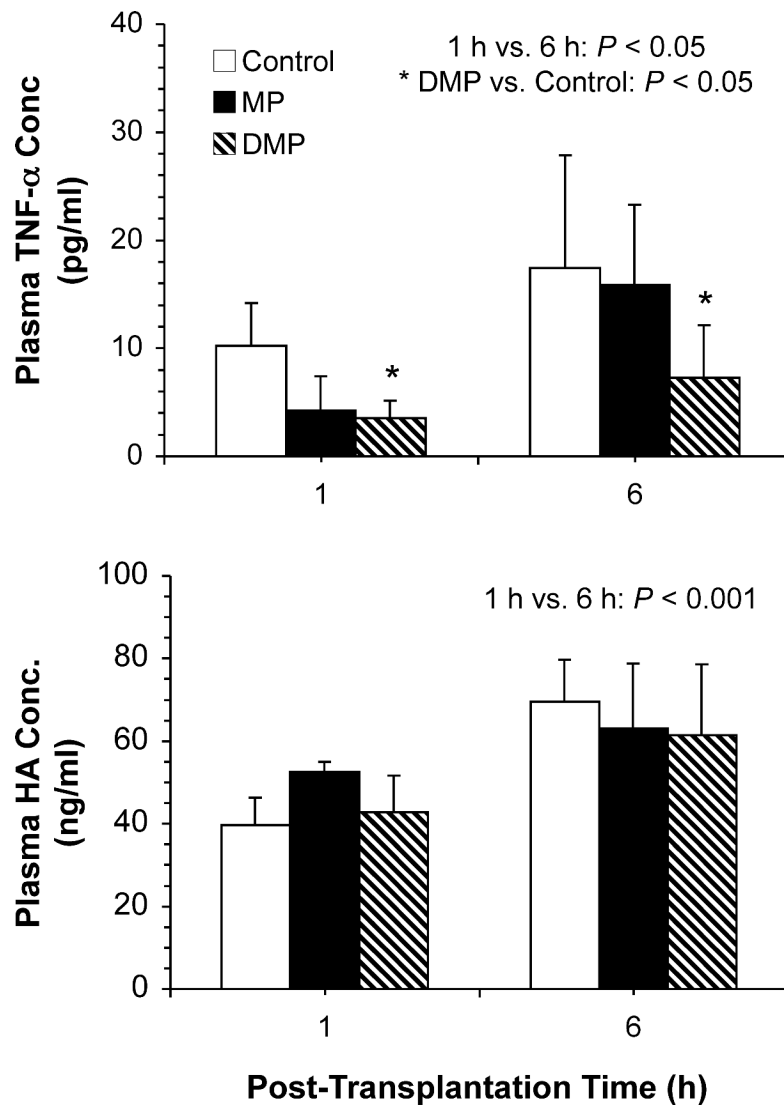 40
30
20
10
0
Plasma TNF-α Conc
(pg/ml)
Control
MP
DMP
1 h vs. 6 h: P < 0.05
* DMP vs. Control: P < 0.05
*
*
1
6
100
80
60
40
20
0
Plasma HA Conc.
(ng/ml)
1 h vs. 6 h: P < 0.001
1
6
Post-Transplantation Time (h)